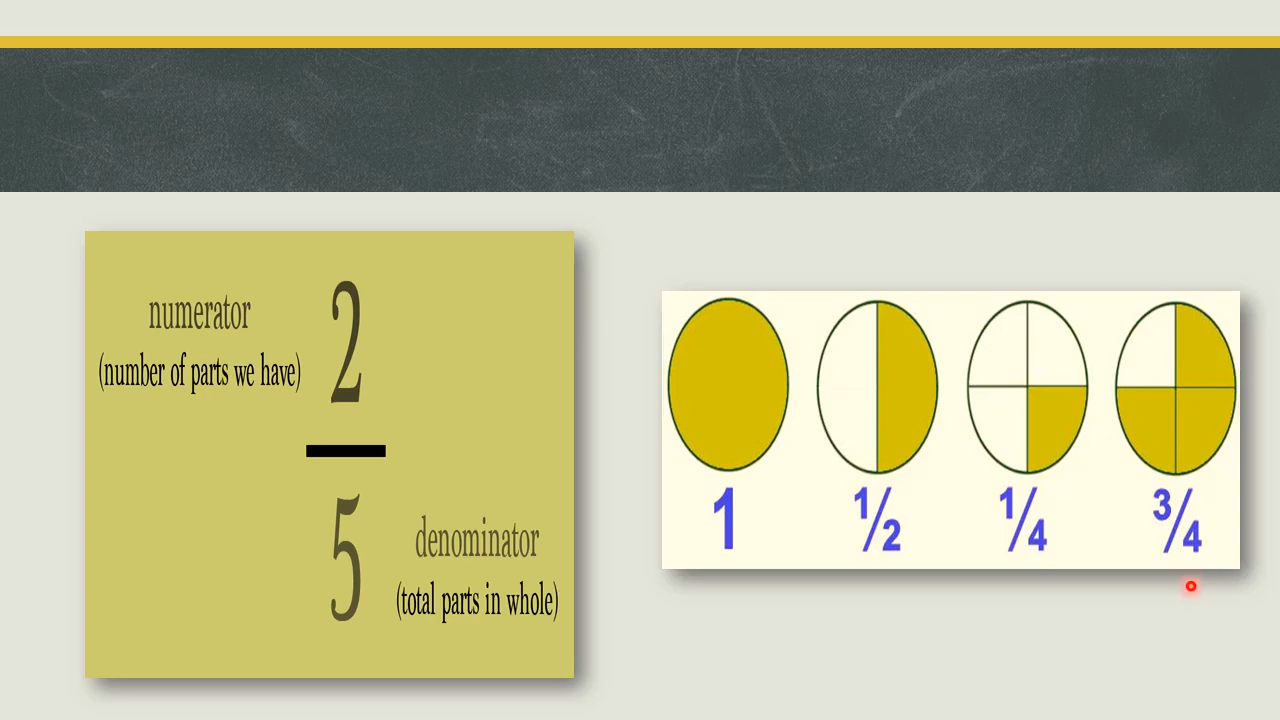 numerator
(number of parts we have)
2
5
denominator
(total parts in whole)
1 ½ ¼ ¾